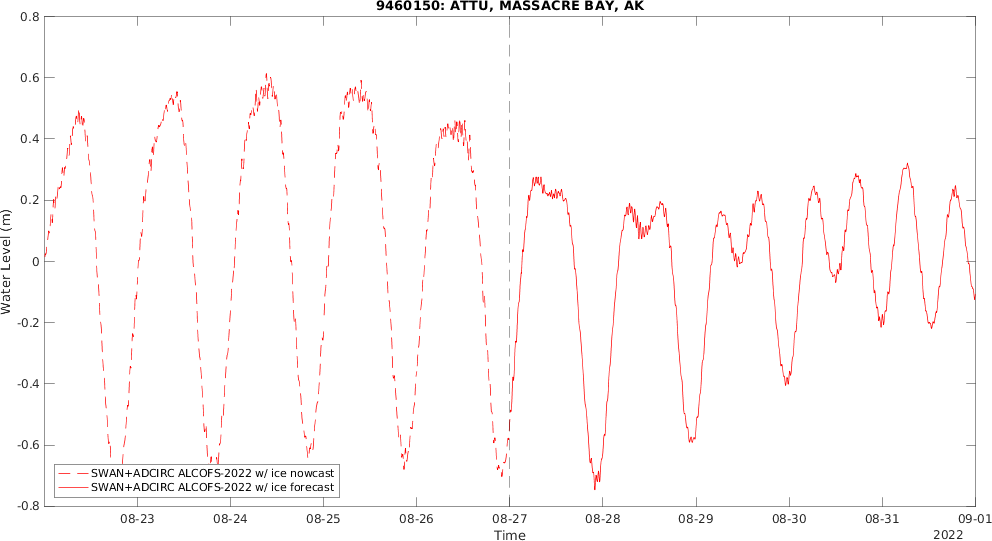 9460150: ATTU, MASSACRE BAY, AK
Water Level (m)
0.8
0.6
0.4
0.2
0
-0.2
-0.4
-0.6
-0.8
SWAN+ADCIRC ALCOFS-2022 w/ ice nowcast
SWAN+ADCIRC ALCOFS-2022 w/ ice forecast
08-23 08-24 08-25 08-26 08-27 08-28 08-29 08-30 08-31 09-01
Time
2022